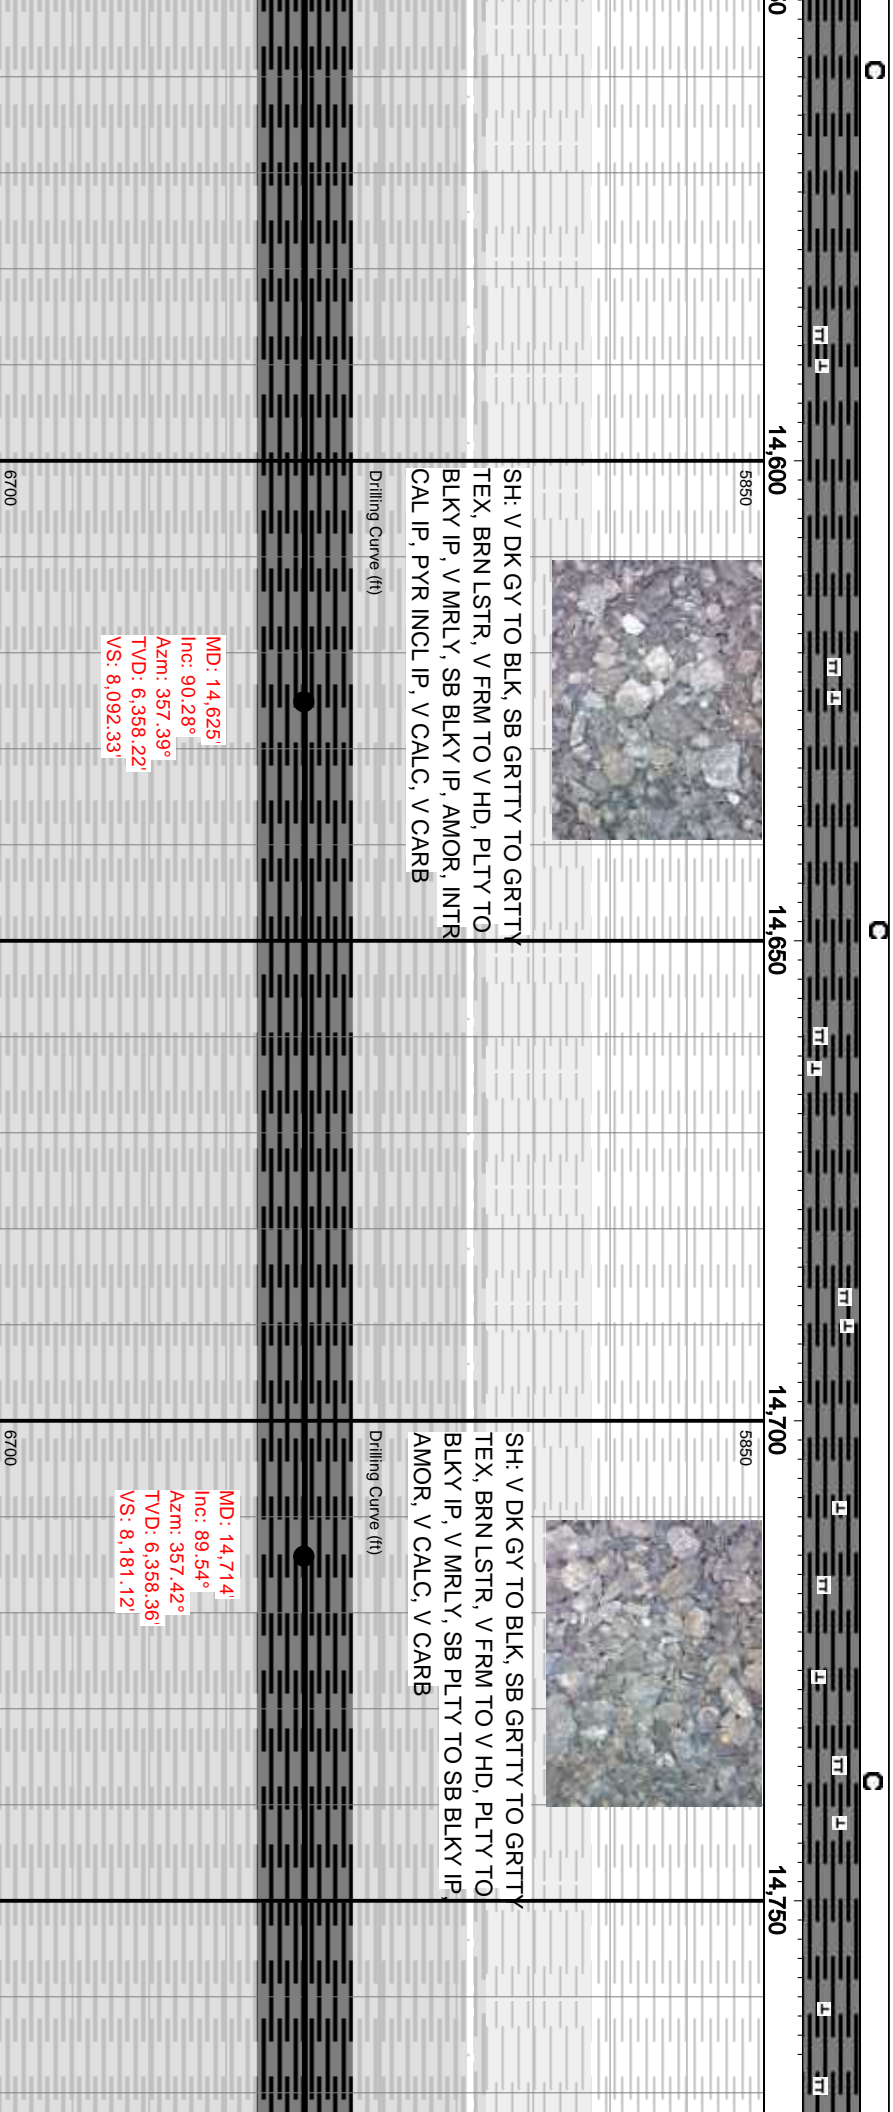 C
C
C
14,600
14,650
14,700
14,750
5850
SH: V DK GY TO BLK, SB GRTTY TO GRTTY
TEX, BRN LSTR, V FRM TO V HD, PLTY TO
BLKY IP, V MRLY, SB BLKY IP, AMOR, INTR
CAL IP, PYR INCL IP, V CALC, V CARB
Drilling Curve (ft)
MD: 14,625'
Inc: 90.28°
Azm: 357.39°
TVD: 6,358.22'
VS: 8,092.33'
6700
5850
SH: V DK GY TO BLK, SB GRTTY TO GRTTY
TEX, BRN LSTR, V FRM TO V HD, PLTY TO
BLKY IP, V MRLY, SB PLTY TO SB BLKY IP,
AMOR, V CALC, V CARB
Drilling Curve (ft)
MD: 14,714'
Inc: 89.54°
Azm: 357.42°
TVD: 6,358.36'
VS: 8,181.12'
6700